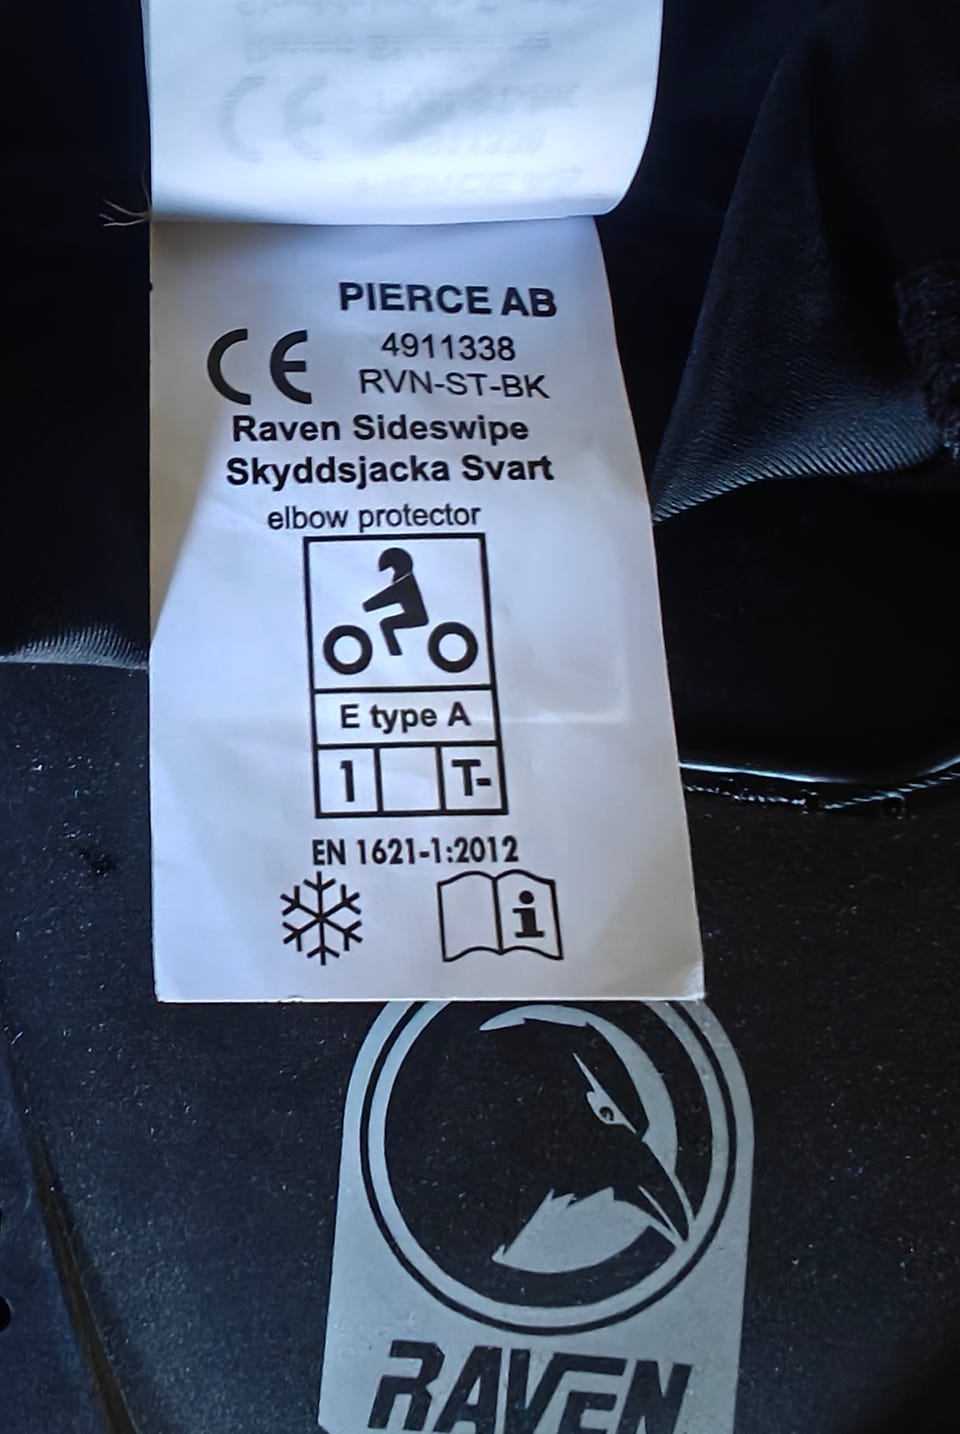 PIERCE AB
4911338
CE RVN-ST-BK
Raven Sideswipe
Skyddsjacka Svart
elbow protector
E type A
1 T-
EN 1621-1:2012
i
RAVEN